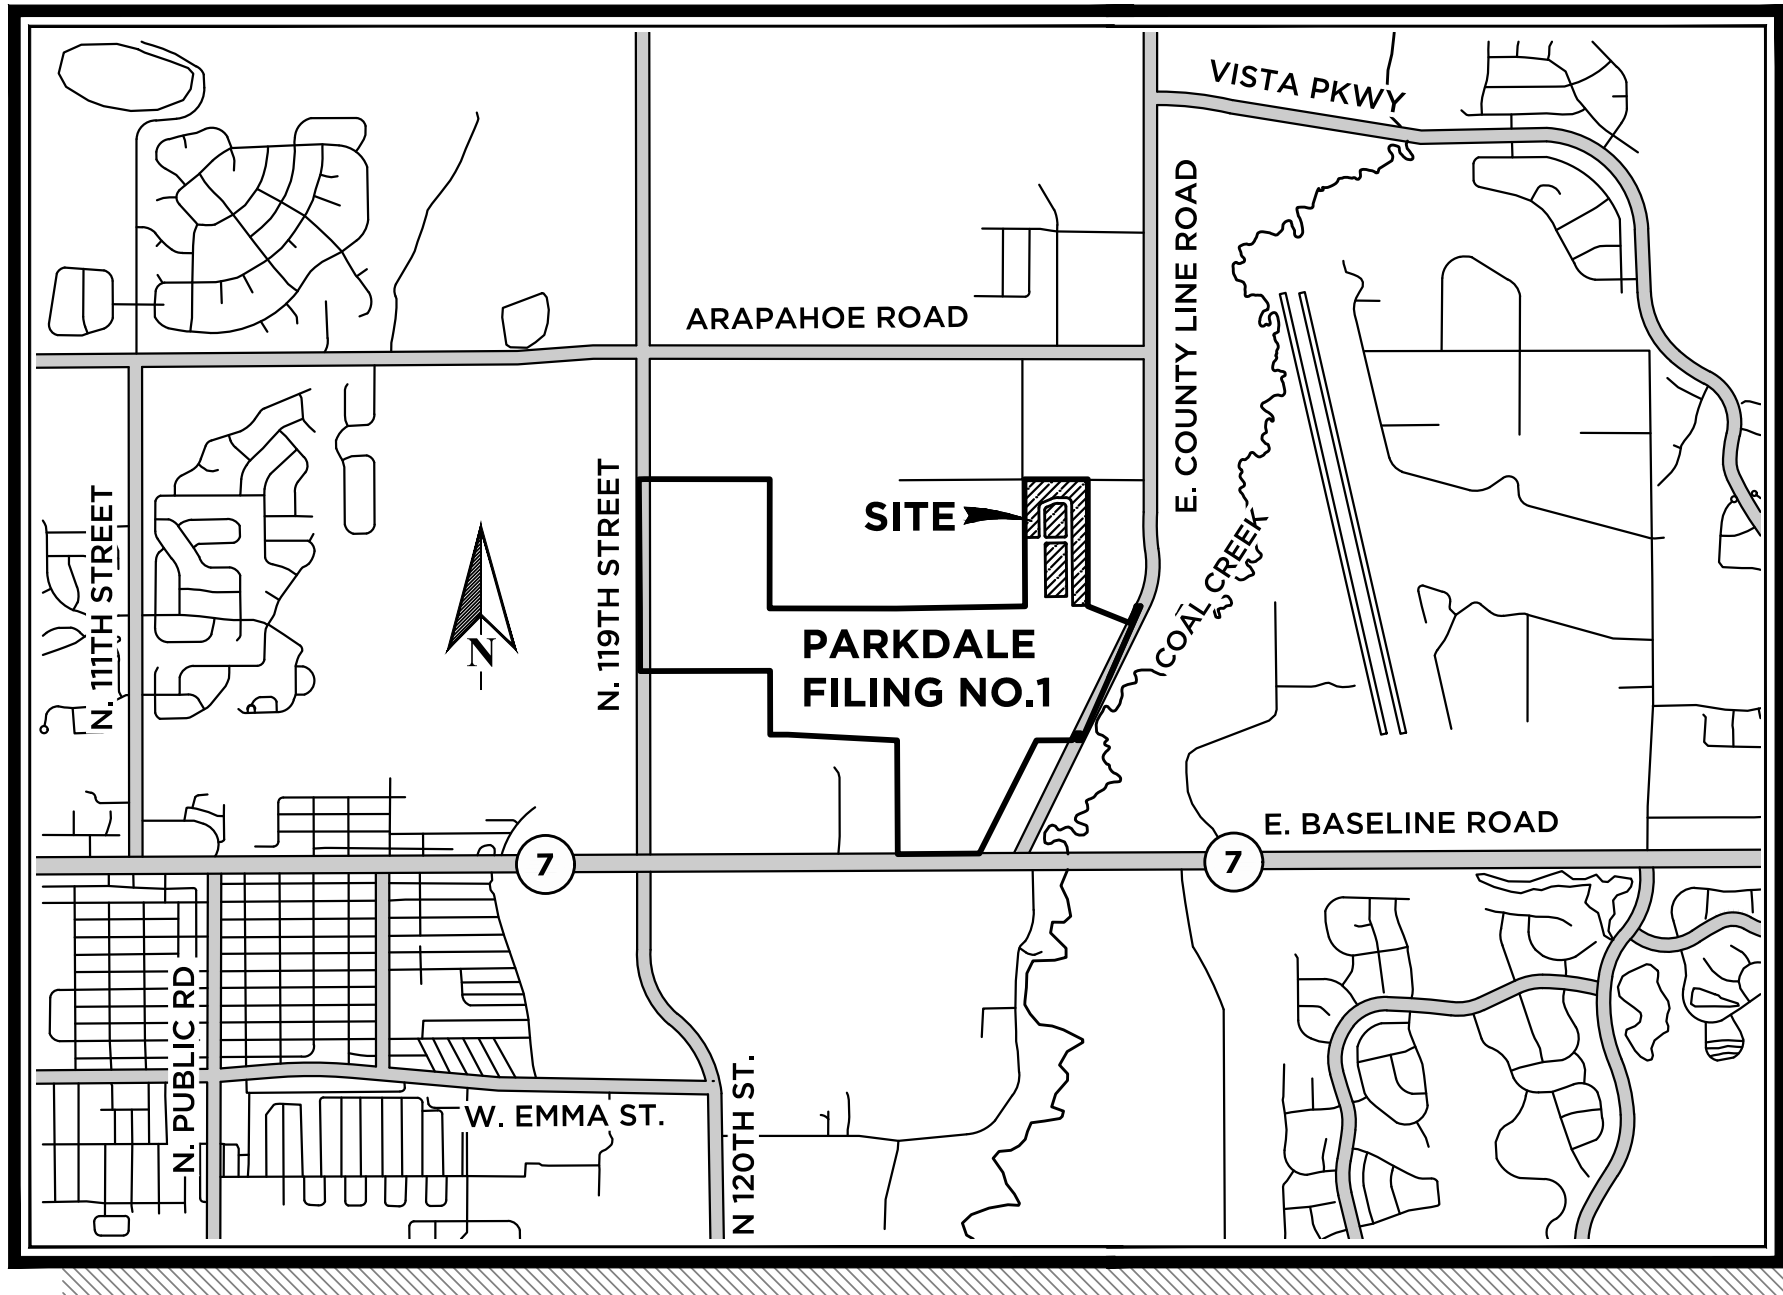 VISTA PKWY
E. COUNTY LINE ROAD
ARAPAHOE ROAD
N. 111TH STREET
N. 119TH STREET
SITE
COAL CREEK
N
PARKDALE
FILING NO.1
E. BASELINE ROAD
7
7
N. PUBLIC RD
W. EMMA ST.
N 120TH ST.